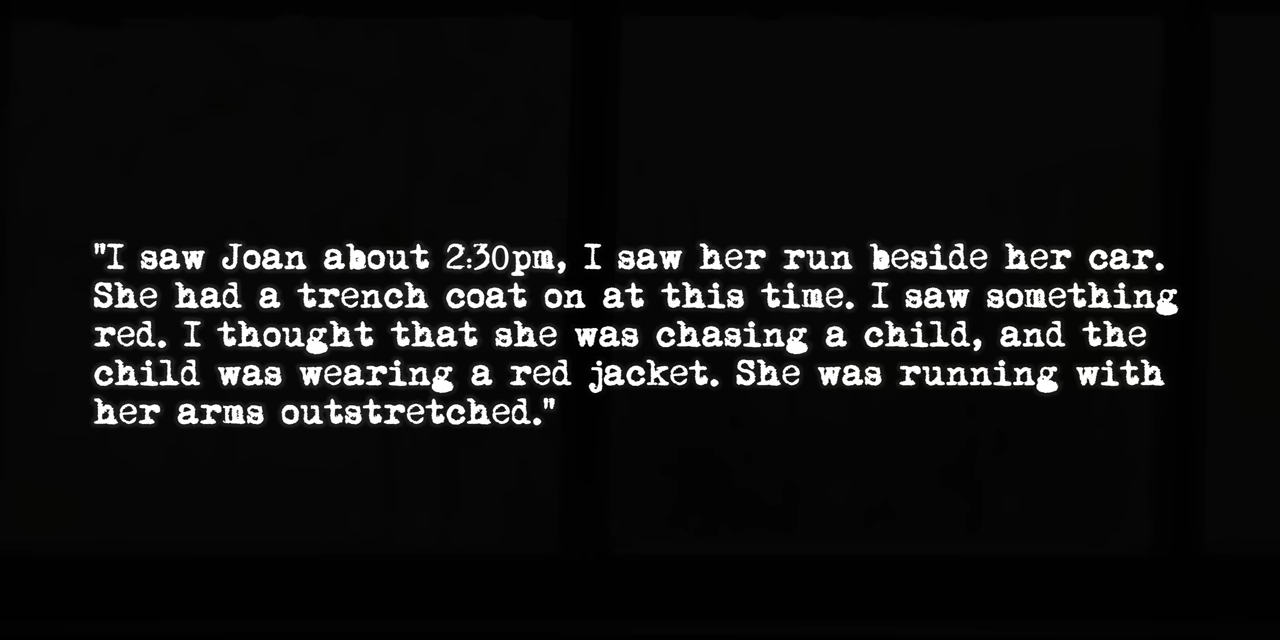 "I saw Joan about 2:30pm, I saw her run beside her car.
She had a trench coat on at this time. I saw something
red. I thought that she was chasing a child, and the
child was wearing a red jacket. She was running with
her arms outstretched."